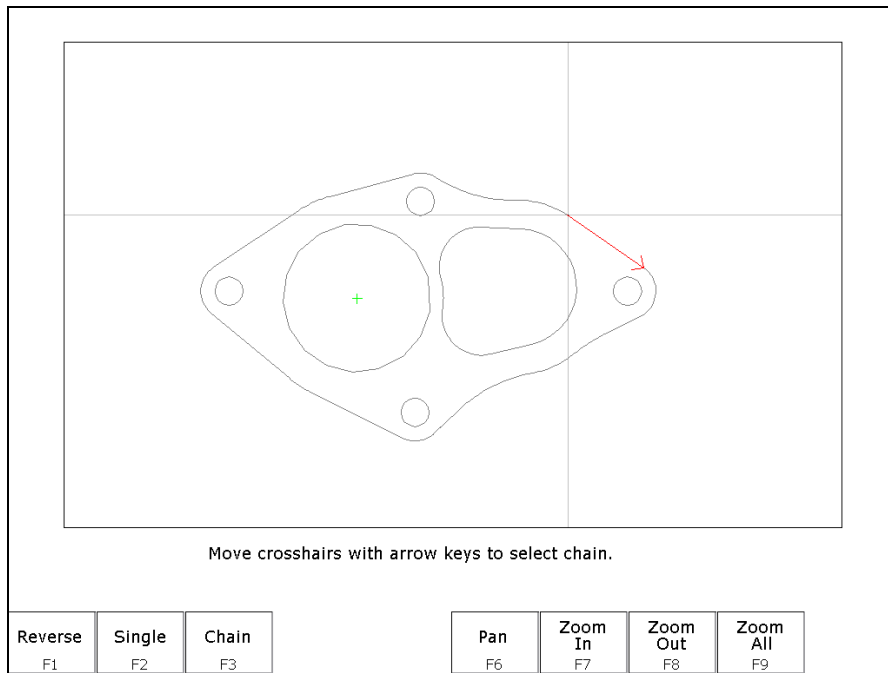 Move crosshairs with arrow keys to select chain.
Reverse
F1
Single
F2
Chain
F3
Pan
F6
Zoom
In
F7
Zoom
Out
F8
Zoom
All
F9